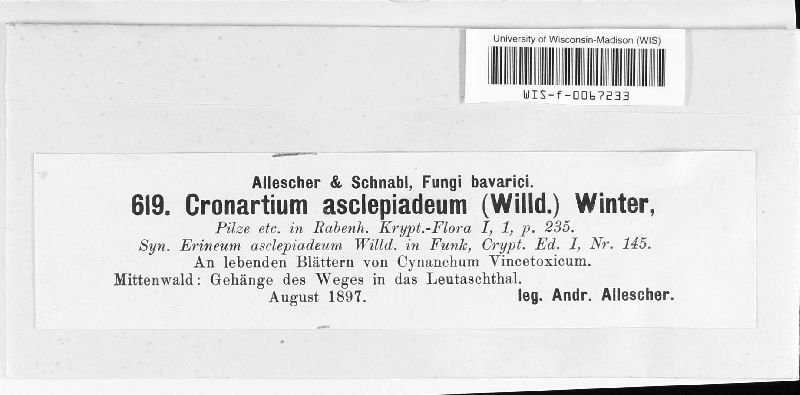 University of Wisconsin-Madison (WIS)
WIS-f-0067233
Allescher & Schnabl, Fungi bavarici.
619. Cronartium asclepiadeum (Willd.) Winter,
Pilze etc. in Rabenh. Krypt.-Flora I, 1, p. 235.
Syn. Erineum asclepiadeum Willd. in Funk, Crypt. Ed. I, Nr. 145.
An lebenden Blättern von Cynanchum Vincetoxicum.
Mittenwald: Gehänge des Weges in das Leutaschthal.
August 1897. leg. Andr. Allescher.